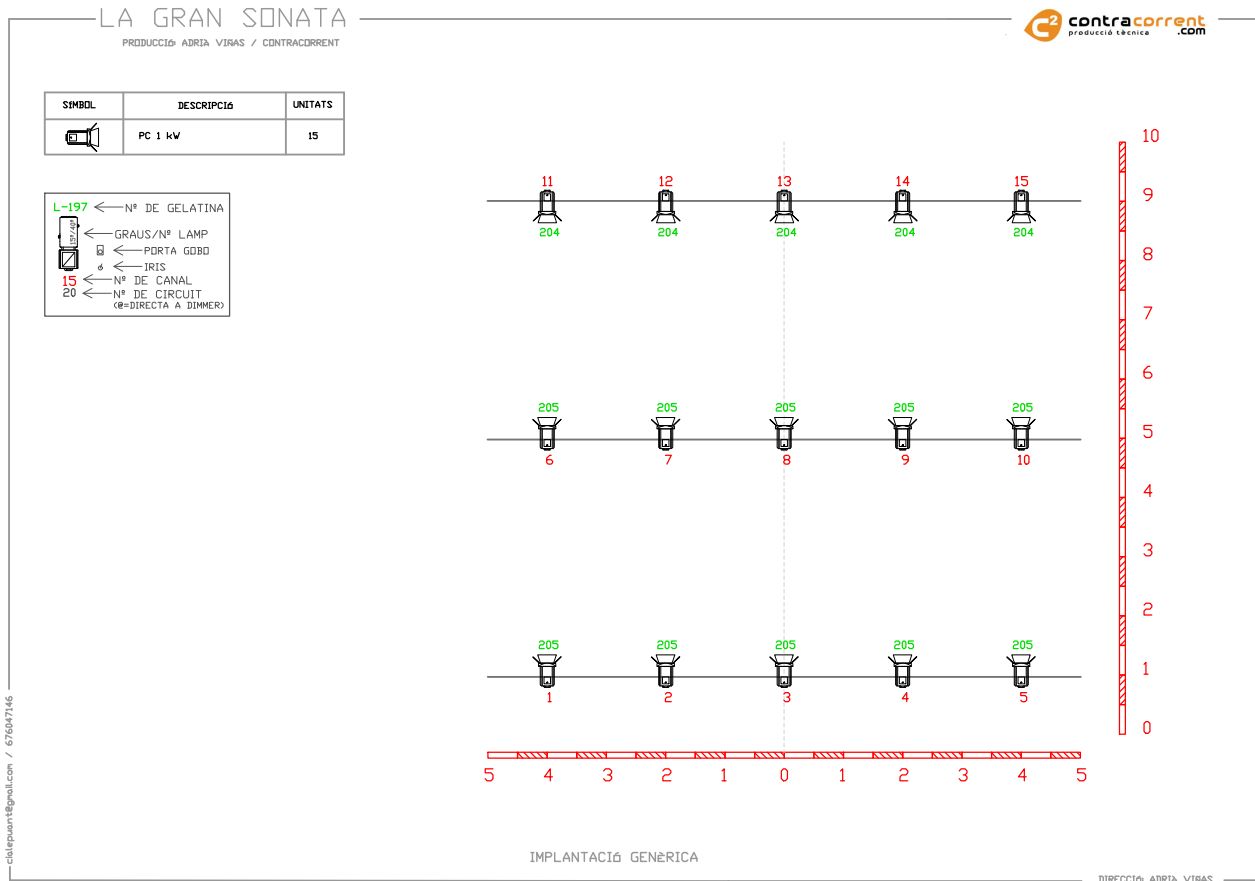 LA GRAN SONATA
PRODUCCIó: ADRIà VIñAS / CONTRACORRENT
c² contracorrent
producció tècnica .com
SíMBOL DESCRIPCIó UNITATS
PC 1 kW 15
L-197 Nº DE GELATINA
15º/40º GRAUS/Nº LAMP
PORTA GOBO
IRIS
15 Nº DE CANAL
20 Nº DE CIRCUIT
(@=DIRECTA A DIMMER)
11 12 13 14 15
204 204 204 204 204
205 205 205 205 205
6 7 8 9 10
205 205 205 205 205
1 2 3 4 5
10
9
8
7
6
5
4
3
2
1
0
5 4 3 2 1 0 1 2 3 4 5
IMPLANTACIó GENèRICA
cialepuant@gmail.com / 676047146
DIRECCIó: ADRIà VIñAS